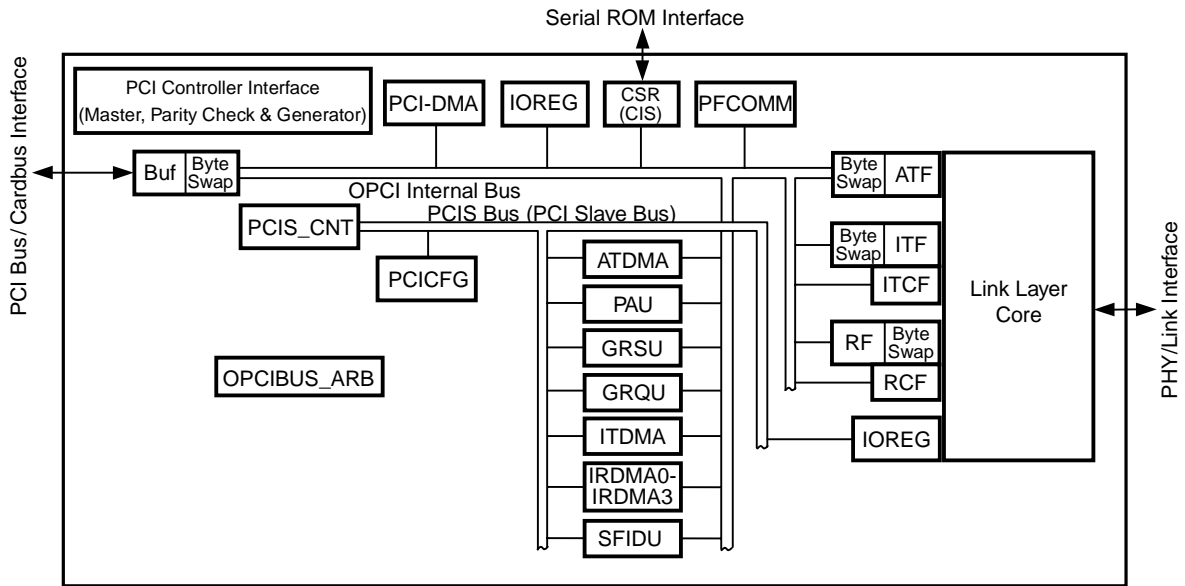 Serial ROM Interface
PCI Bus/ Cardbus Interface
PCI Controller Interface
(Master, Parity Check & Generator)
PCI-DMA
IOREG
CSR
(CIS)
PFCOMM
Buf
Byte
Swap
OPCI Internal Bus
PCIS Bus (PCI Slave Bus)
PCIS_CNT
PCICFG
OPCIBUS_ARB
ATDMA
PAU
GRSU
GRQU
ITDMA
IRDMA0-
IRDMA3
SFIDU
Byte
Swap
ATF
Byte
Swap
ITF
ITCF
RF
Byte
Swap
RCF
IOREG
Link Layer
Core
PHY/Link Interface